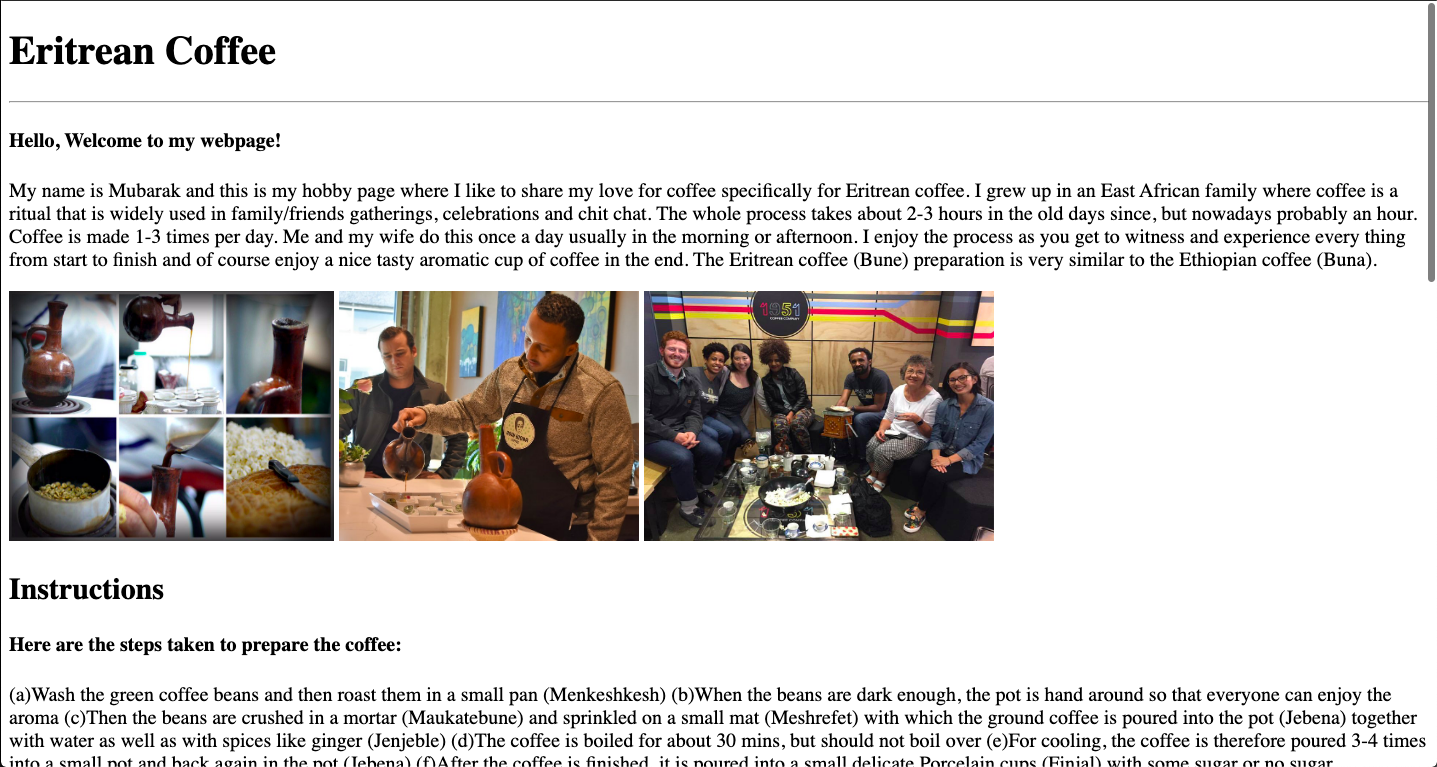 Eritrean Coffee
Hello, Welcome to my webpage!
My name is Mubarak and this is my hobby page where I like to share my love for coffee specifically for Eritrean coffee. I grew up in an East African family where coffee is a
ritual that is widely used in family/friends gatherings, celebrations and chit chat. The whole process takes about 2-3 hours in the old days since, but nowadays probably an hour.
Coffee is made 1-3 times per day. Me and my wife do this once a day usually in the morning or afternoon. I enjoy the process as you get to witness and experience every thing
from start to finish and of course enjoy a nice tasty aromatic cup of coffee in the end. The Eritrean coffee (Bune) preparation is very similar to the Ethiopian coffee (Buna).
1951
COFFEE COMPANY
Instructions
Here are the steps taken to prepare the coffee:
(a)Wash the green coffee beans and then roast them in a small pan (Menkeshkesh) (b)When the beans are dark enough, the pot is hand around so that everyone can enjoy the
aroma (c)Then the beans are crushed in a mortar (Maukatebune) and sprinkled on a small mat (Meshrefet) with which the ground coffee is poured into the pot (Jebena) together
with water as well as with spices like ginger (Jenjeble) (d)The coffee is boiled for about 30 mins, but should not boil over (e)For cooling, the coffee is therefore poured 3-4 times
into a small pot and back again in the pot (Jebena) (f)After the coffee is finished, it is poured into a small delicate Porcelain cups (Finjal) with some sugar or no sugar.